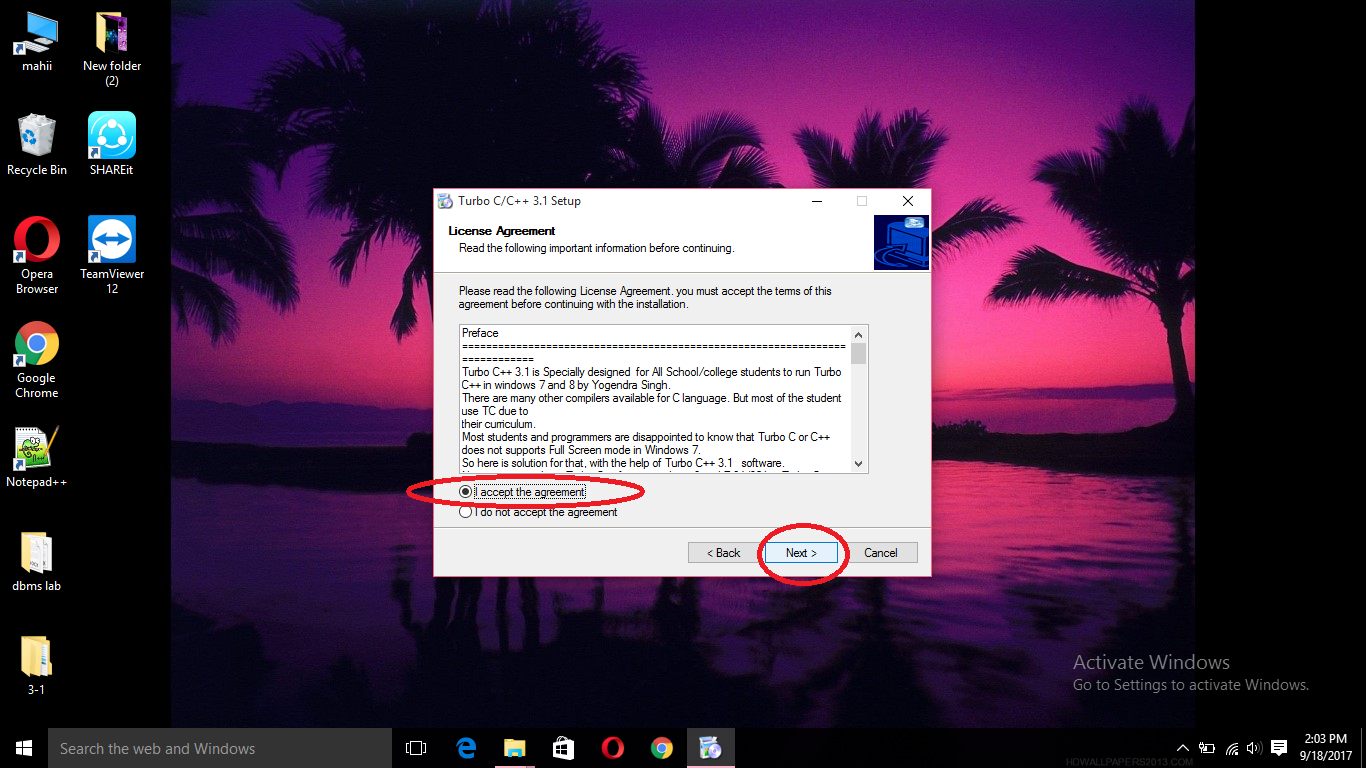 mahii
New folder
(2)
Recycle Bin
SHAREit
Opera
Browser
TeamViewer
12
Google
Chrome
Notepad++
dbms lab
3-1
Turbo C/C++ 3.1 Setup
License Agreement
Read the following important information before continuing.
Please read the following License Agreement. you must accept the terms of this
agreement before continuing with the installation.
Preface
================================================================
============
Turbo C++ 3.1 is Specially designed for All School/college students to run Turbo
C++ in windows 7 and 8 by Yogendra Singh.
There are many other compilers available for C language. But most of the student
use TC due to
their curriculum.
Most students and programmers are disappointed to know that Turbo C or C++
does not supports Full Screen mode in Windows 7.
So here is solution for that, with the help of Turbo C++ 3.1 software.
I accept the agreement
I do not accept the agreement
< Back
Next >
Cancel
Activate Windows
Go to Settings to activate Windows.
Search the web and Windows
2:03 PM
9/18/2017
HDWALLPAPERS2013.COM